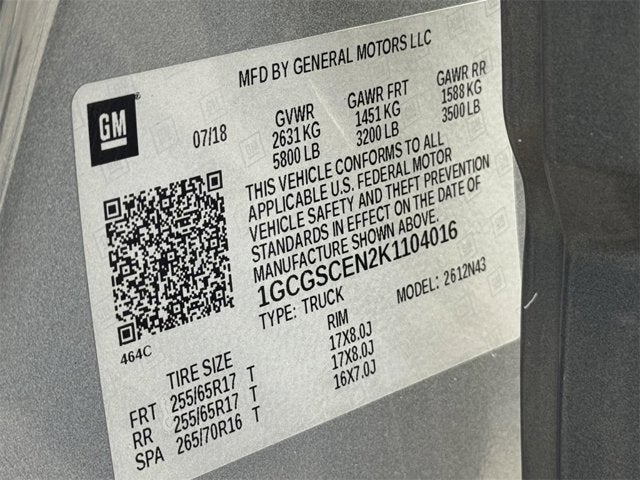 MFD BY GENERAL MOTORS LLC
GM
07/18
GVWR GAWR FRT GAWR RR
2631 KG 1451 KG 1588 KG
5800 LB 3200 LB 3500 LB
THIS VEHICLE CONFORMS TO ALL
APPLICABLE U.S. FEDERAL MOTOR
VEHICLE SAFETY AND THEFT PREVENTION
STANDARDS IN EFFECT ON THE DATE OF
MANUFACTURE SHOWN ABOVE.
1GCGSCEN2K1104016
TYPE: TRUCK MODEL: 2612N43
464C
TIRE SIZE RIM
FRT 255/65R17 T 17X8.0J
RR 255/65R17 T 17X8.0J
SPA 265/70R16 T 16X7.0J